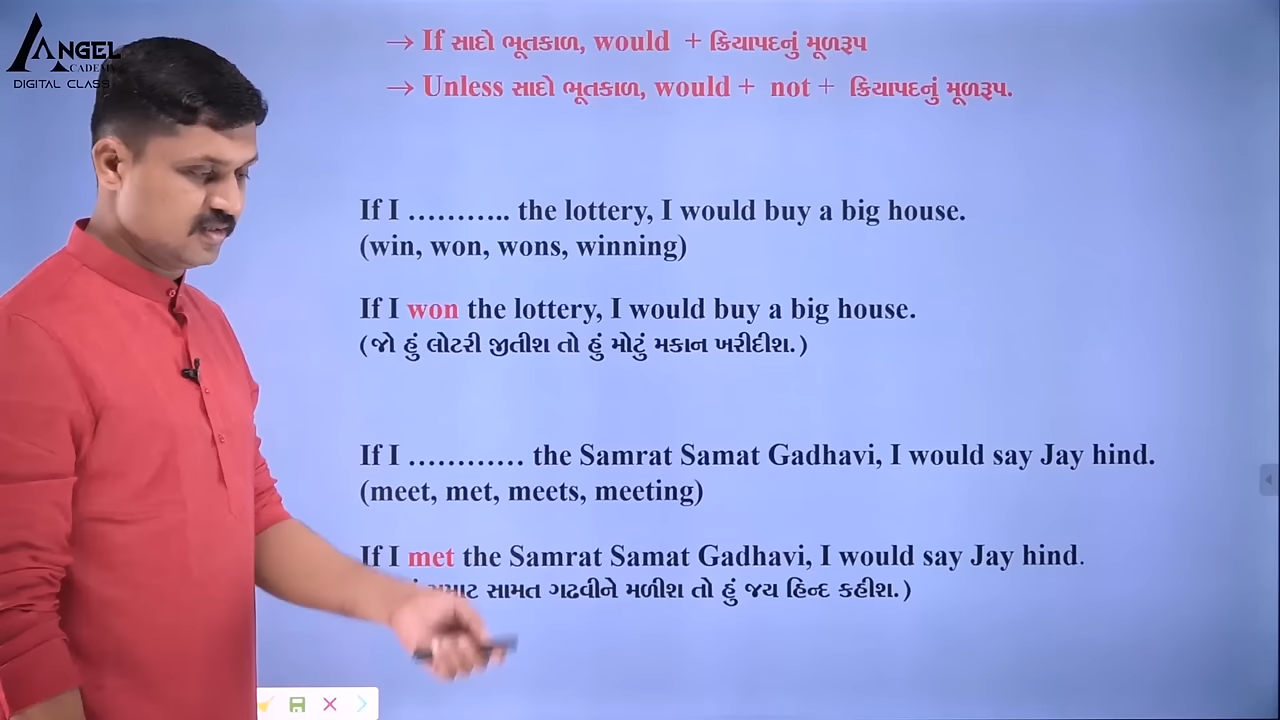 ANGEL
ACADEMY
DIGITAL CLASS
→ If સાદો ભૂતકાળ, would + ક્રિયાપદનું મૂળરૂપ
→ Unless સાદો ભૂતકાળ, would + not + ક્રિયાપદનું મૂળરૂપ.
If I ……….. the lottery, I would buy a big house.
(win, won, wons, winning)
If I won the lottery, I would buy a big house.
(જો હું લોટરી જીતીશ તો હું મોટું મકાન ખરીદીશ.)
If I ………… the Samrat Samat Gadhavi, I would say Jay hind.
(meet, met, meets, meeting)
If I met the Samrat Samat Gadhavi, I would say Jay hind.
સામત ગઢવીને મળીશ તો હું જય હિન્દ કહીશ.)